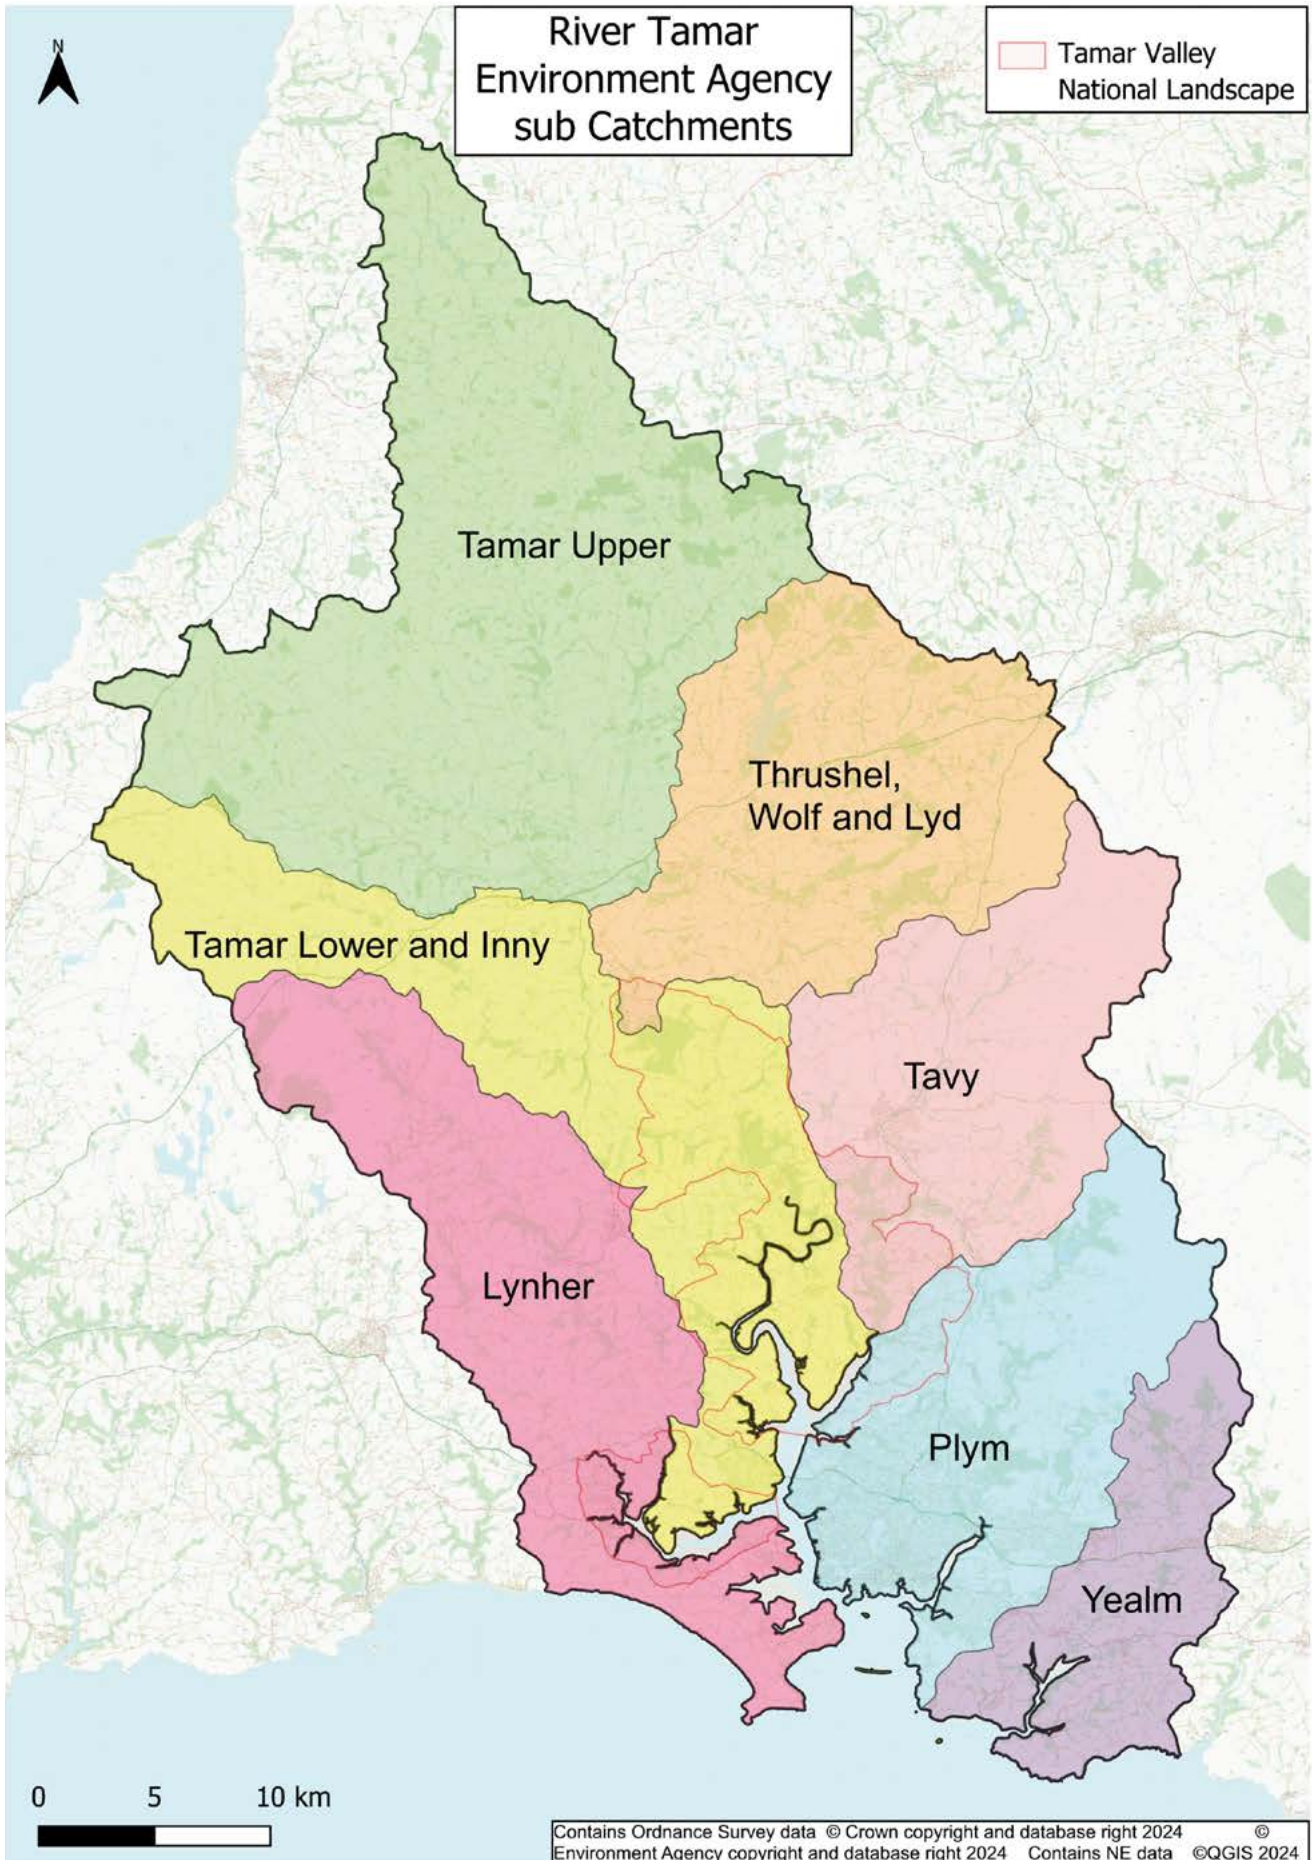 N
River Tamar
Environment Agency
sub Catchments
Tamar Valley
National Landscape
Tamar Upper
Thrushel,
Wolf and Lyd
Tamar Lower and Inny
Tavy
Lynher
Plym
Yealm
0 5 10 km
Contains Ordnance Survey data © Crown copyright and database right 2024 ©
Environment Agency copyright and database right 2024 Contains NE data ©QGIS 2024